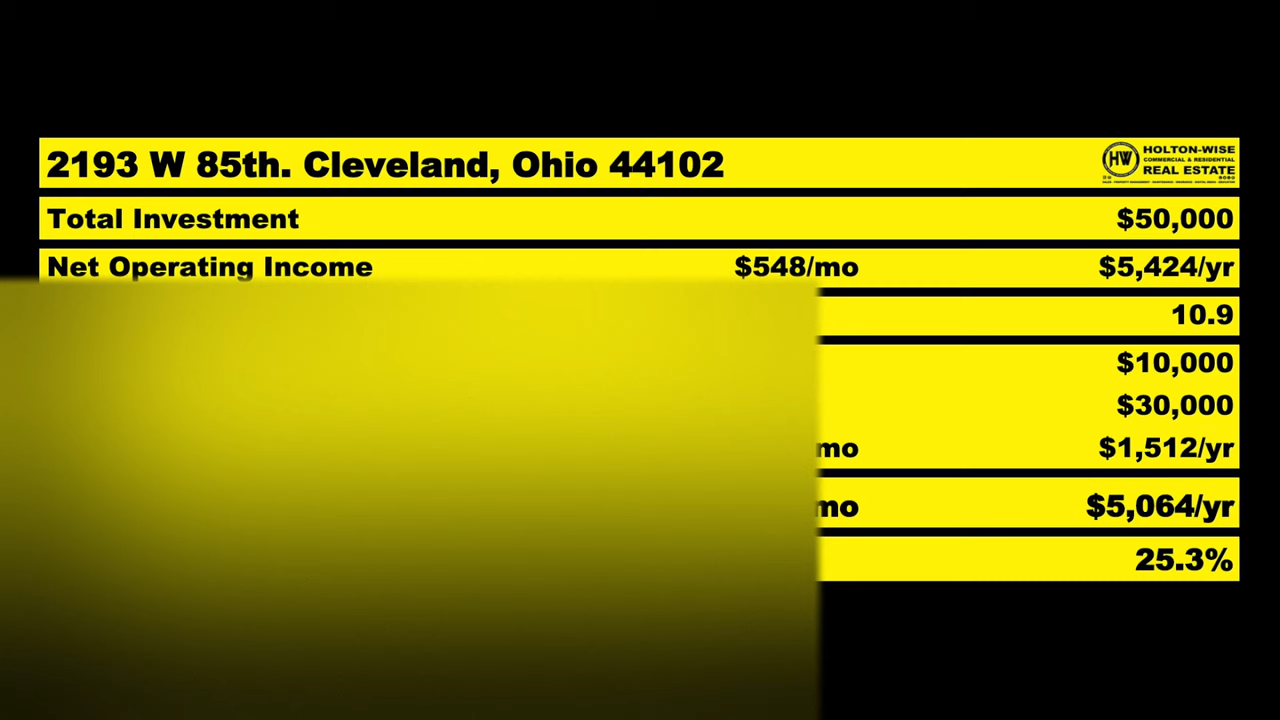 2193 W 85th. Cleveland, Ohio 44102
HW
HOLTON-WISE
COMMERCIAL & RESIDENTIAL
REAL ESTATE
Total Investment $50,000
Net Operating Income $548/mo $5,424/yr
10.9
$10,000
$30,000
mo $1,512/yr
mo $5,064/yr
25.3%